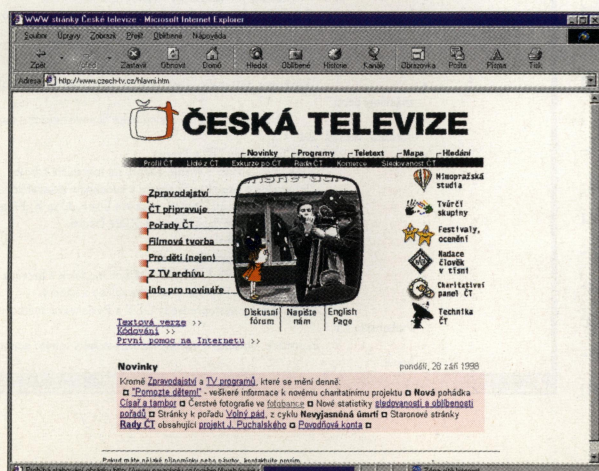 WWW stránky České televize - Microsoft Internet Explorer
Soubor Úpravy Zobrazit Přejít Oblíbené Nápověda
Zpět Zastavit Obnovit Domů Hledat Oblíbené Historie Kanály Obrazovka Pošta Písma Tisk
Adresa http://www.czech-tv.cz/hlavni.htm
ČESKÁ TELEVIZE
Novinky Programy Teletext Mapa Hledání
Profil ČT Lidé z ČT Exkurze po ČT Rada ČT Komerce Sledovanost ČT
Zpravodajství
ČT připravuje
Pořady ČT
Filmová tvorba
Pro děti (nejen)
Z TV archívu
Info pro novináře
Mimopražská
studia
Tvůrčí
skupiny
Festivaly,
ocenění
Nadace
člověk
v tísni
Charitativní
panel ČT
Technika
ČT
Diskusní
fórum
Napište
nám
English
Page
Textová verze >>
Kódování >>
První pomoc na Internetu >>
Novinky pondělí, 28 září 1998
Kromě Zpravodajství a TV programů, které se mění denně:
"Pomozte dětem!" - veškeré informace k novému charitativnímu projektu Nová pohádka
Císař a tambor Čerstvé fotografie ve fotobance Nové statistiky sledovanosti a oblíbenosti
pořadů Stránky k pořadu Volný pád, z cyklu Nevyjasněná úmrtí Staronové stránky
Rady ČT obsahující projekt J. Puchalského Povodňová konta